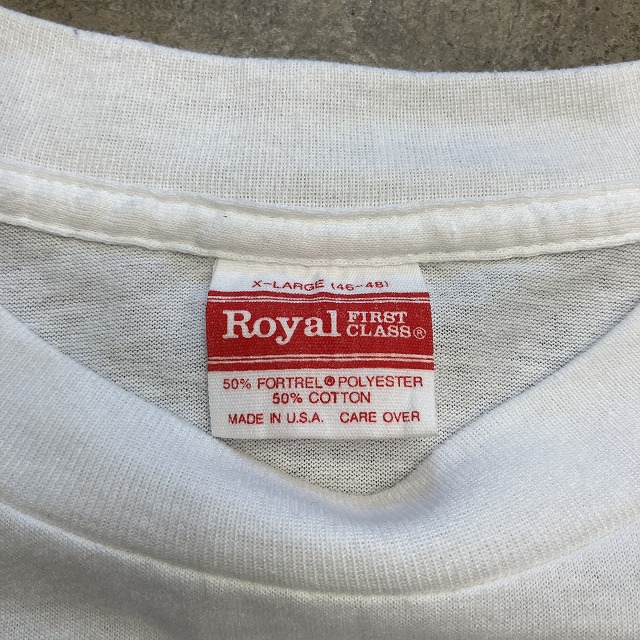 X-LARGE (46-48)
Royal FIRST CLASS®
50% FORTREL® POLYESTER
50% COTTON
MADE IN U.S.A. CARE OVER